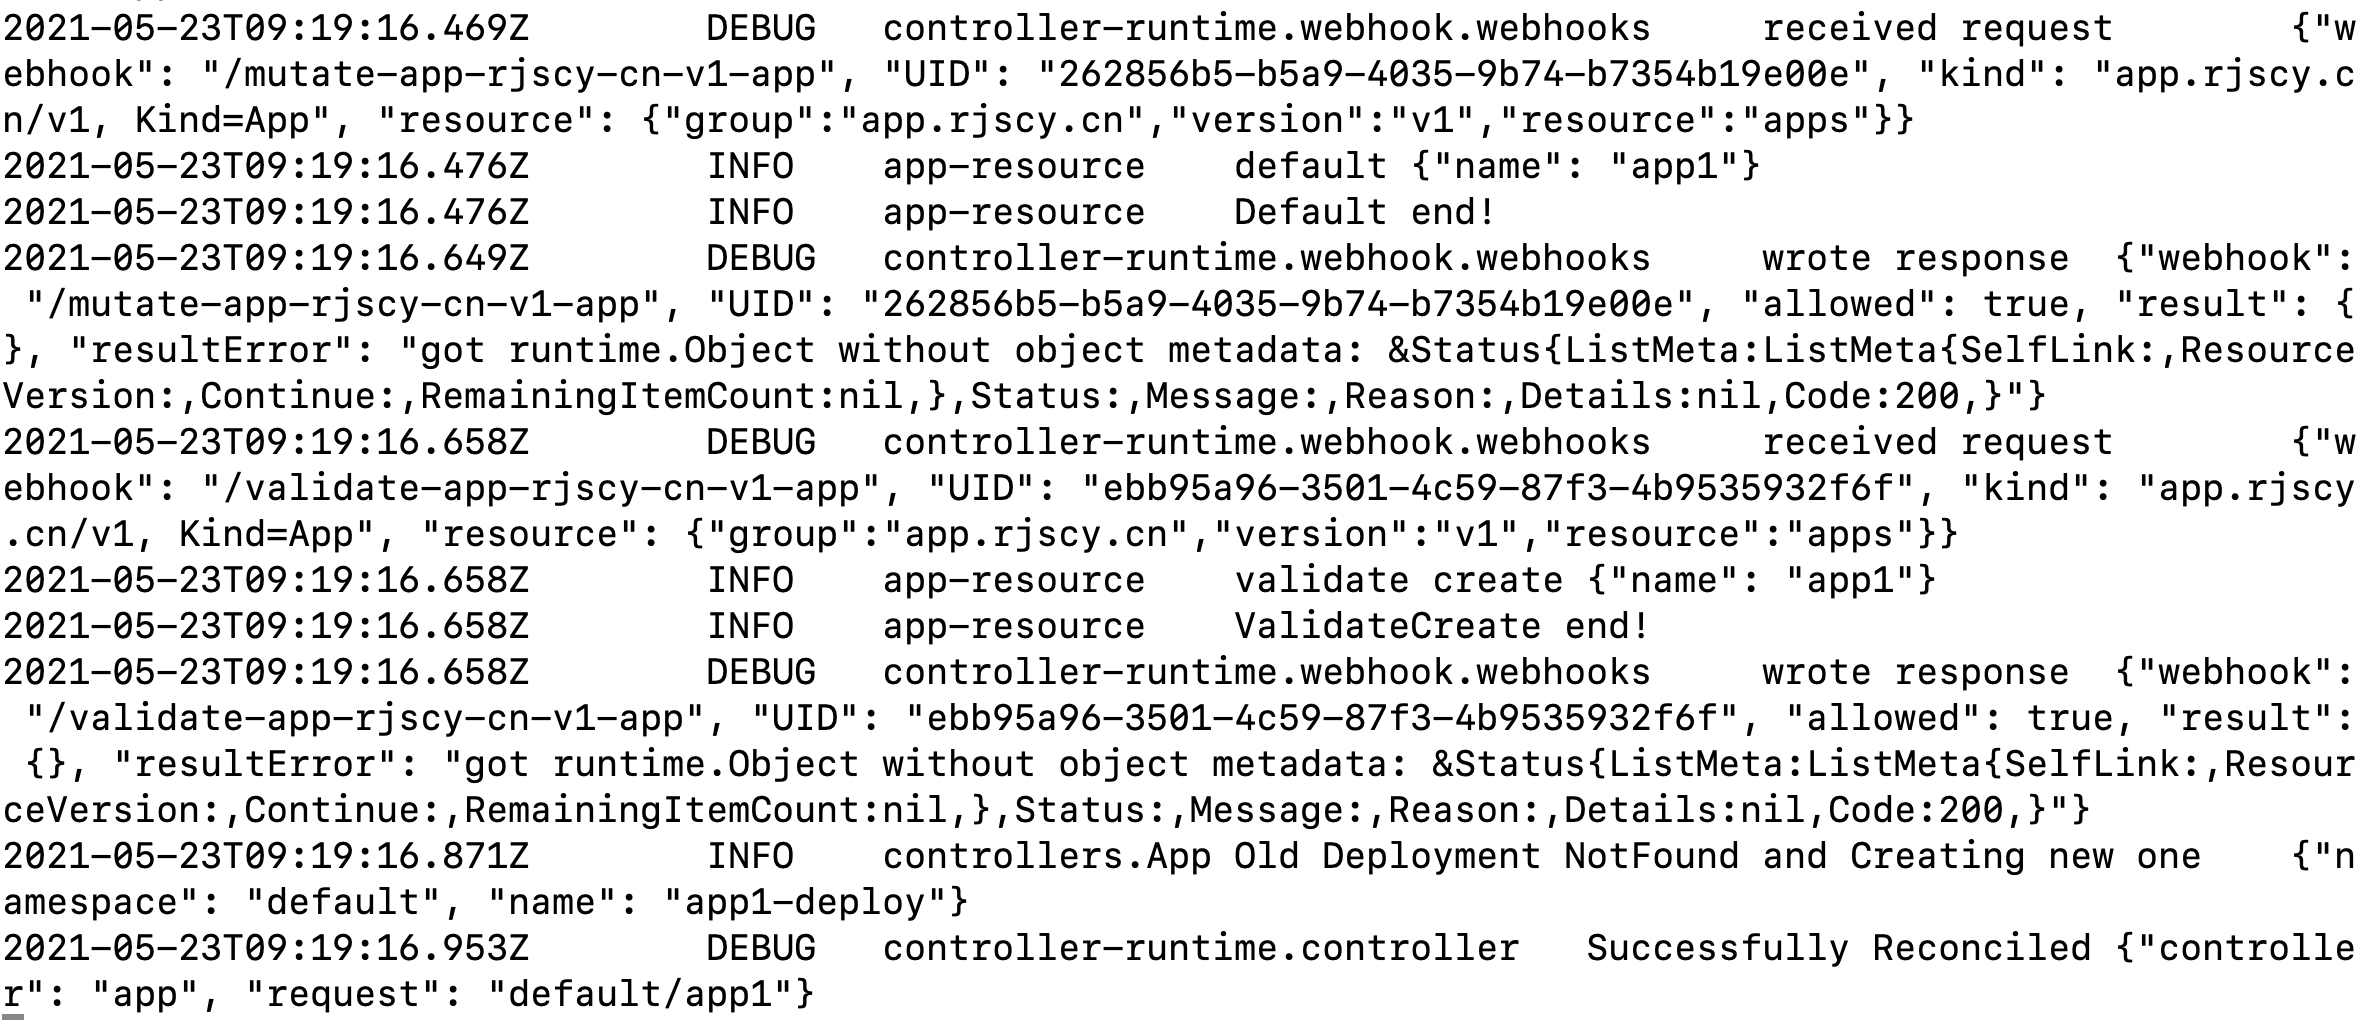 2021-05-23T09:19:16.469Z        DEBUG   controller-runtime.webhook.webhooks     received request        {"w
ebhook": "/mutate-app-rjscy-cn-v1-app", "UID": "262856b5-b5a9-4035-9b74-b7354b19e00e", "kind": "app.rjscy.c
n/v1, Kind=App", "resource": {"group":"app.rjscy.cn","version":"v1","resource":"apps"}}
2021-05-23T09:19:16.476Z        INFO    app-resource    default {"name": "app1"}
2021-05-23T09:19:16.476Z        INFO    app-resource    Default end!
2021-05-23T09:19:16.649Z        DEBUG   controller-runtime.webhook.webhooks     wrote response  {"webhook":
 "/mutate-app-rjscy-cn-v1-app", "UID": "262856b5-b5a9-4035-9b74-b7354b19e00e", "allowed": true, "result": {
}, "resultError": "got runtime.Object without object metadata: &Status{ListMeta:ListMeta{SelfLink:,Resource
Version:,Continue:,RemainingItemCount:nil,},Status:,Message:,Reason:,Details:nil,Code:200,}"}
2021-05-23T09:19:16.658Z        DEBUG   controller-runtime.webhook.webhooks     received request        {"w
ebhook": "/validate-app-rjscy-cn-v1-app", "UID": "ebb95a96-3501-4c59-87f3-4b9535932f6f", "kind": "app.rjscy
.cn/v1, Kind=App", "resource": {"group":"app.rjscy.cn","version":"v1","resource":"apps"}}
2021-05-23T09:19:16.658Z        INFO    app-resource    validate create {"name": "app1"}
2021-05-23T09:19:16.658Z        INFO    app-resource    ValidateCreate end!
2021-05-23T09:19:16.658Z        DEBUG   controller-runtime.webhook.webhooks     wrote response  {"webhook":
 "/validate-app-rjscy-cn-v1-app", "UID": "ebb95a96-3501-4c59-87f3-4b9535932f6f", "allowed": true, "result":
 {}, "resultError": "got runtime.Object without object metadata: &Status{ListMeta:ListMeta{SelfLink:,Resour
ceVersion:,Continue:,RemainingItemCount:nil,},Status:,Message:,Reason:,Details:nil,Code:200,}"}
2021-05-23T09:19:16.871Z        INFO    controllers.App Old Deployment NotFound and Creating new one    {"n
amespace": "default", "name": "app1-deploy"}
2021-05-23T09:19:16.953Z        DEBUG   controller-runtime.controller   Successfully Reconciled {"controlle
r": "app", "request": "default/app1"}